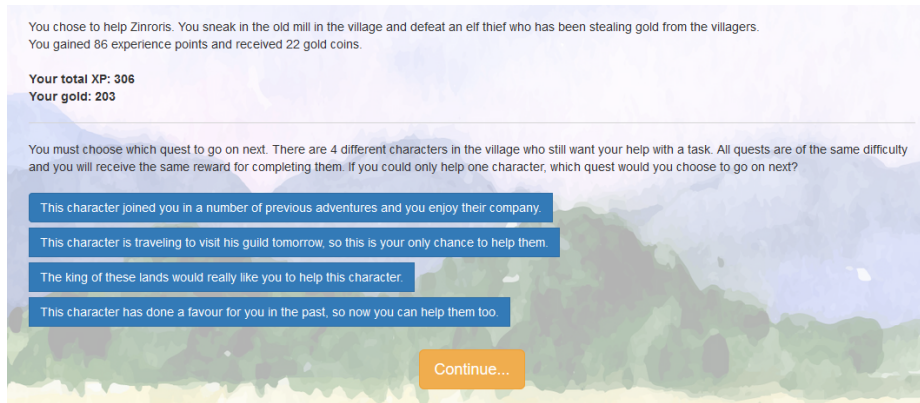 You chose to help Zinroris. You sneak in the old mill in the village and defeat an elf thief who has been stealing gold from the villagers.
You gained 86 experience points and received 22 gold coins.
Your total XP: 306
Your gold: 203
You must choose which quest to go on next. There are 4 different characters in the village who still want your help with a task. All quests are of the same difficulty
and you will receive the same reward for completing them. If you could only help one character, which quest would you choose to go on next?
This character joined you in a number of previous adventures and you enjoy their company.
This character is traveling to visit his guild tomorrow, so this is your only chance to help them.
The king of these lands would really like you to help this character.
This character has done a favour for you in the past, so now you can help them too.
Continue...